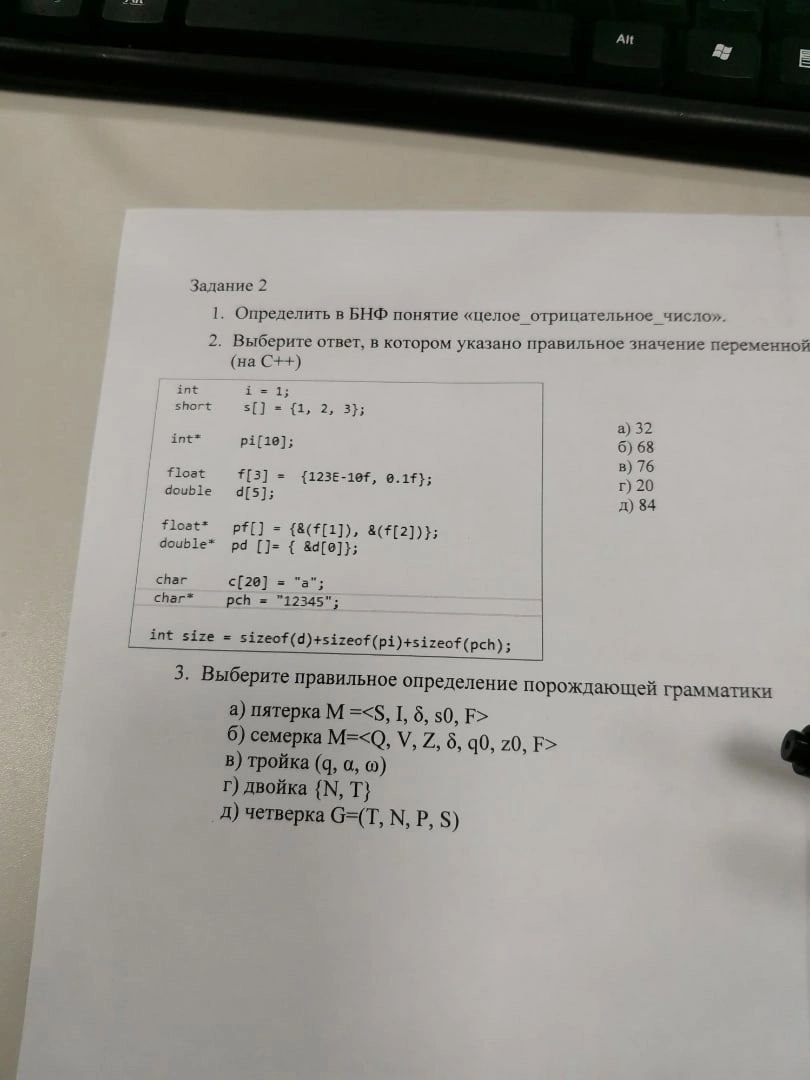 Alt
Задание 2
1. Определить в БНФ понятие «целое_отрицательное_число».
2. Выберите ответ, в котором указано правильное значение переменной
(на С++)
int i = 1;
short s[] = {1, 2, 3};
int* pi[10];
float f[3] = {123E-10f, 0.1f};
double d[5];
float* pf[] = {&(f[1]), &(f[2])};
double* pd []= { &d[0]};
char c[20] = "a";
char* pch = "12345";
int size = sizeof(d)+sizeof(pi)+sizeof(pch);
а) 32
б) 68
в) 76
г) 20
д) 84
3. Выберите правильное определение порождающей грамматики
а) пятерка M =<S, I, δ, s0, F>
б) семерка M=<Q, V, Z, δ, q0, z0, F>
в) тройка (q, α, ω)
г) двойка {N, T}
д) четверка G=(T, N, P, S)